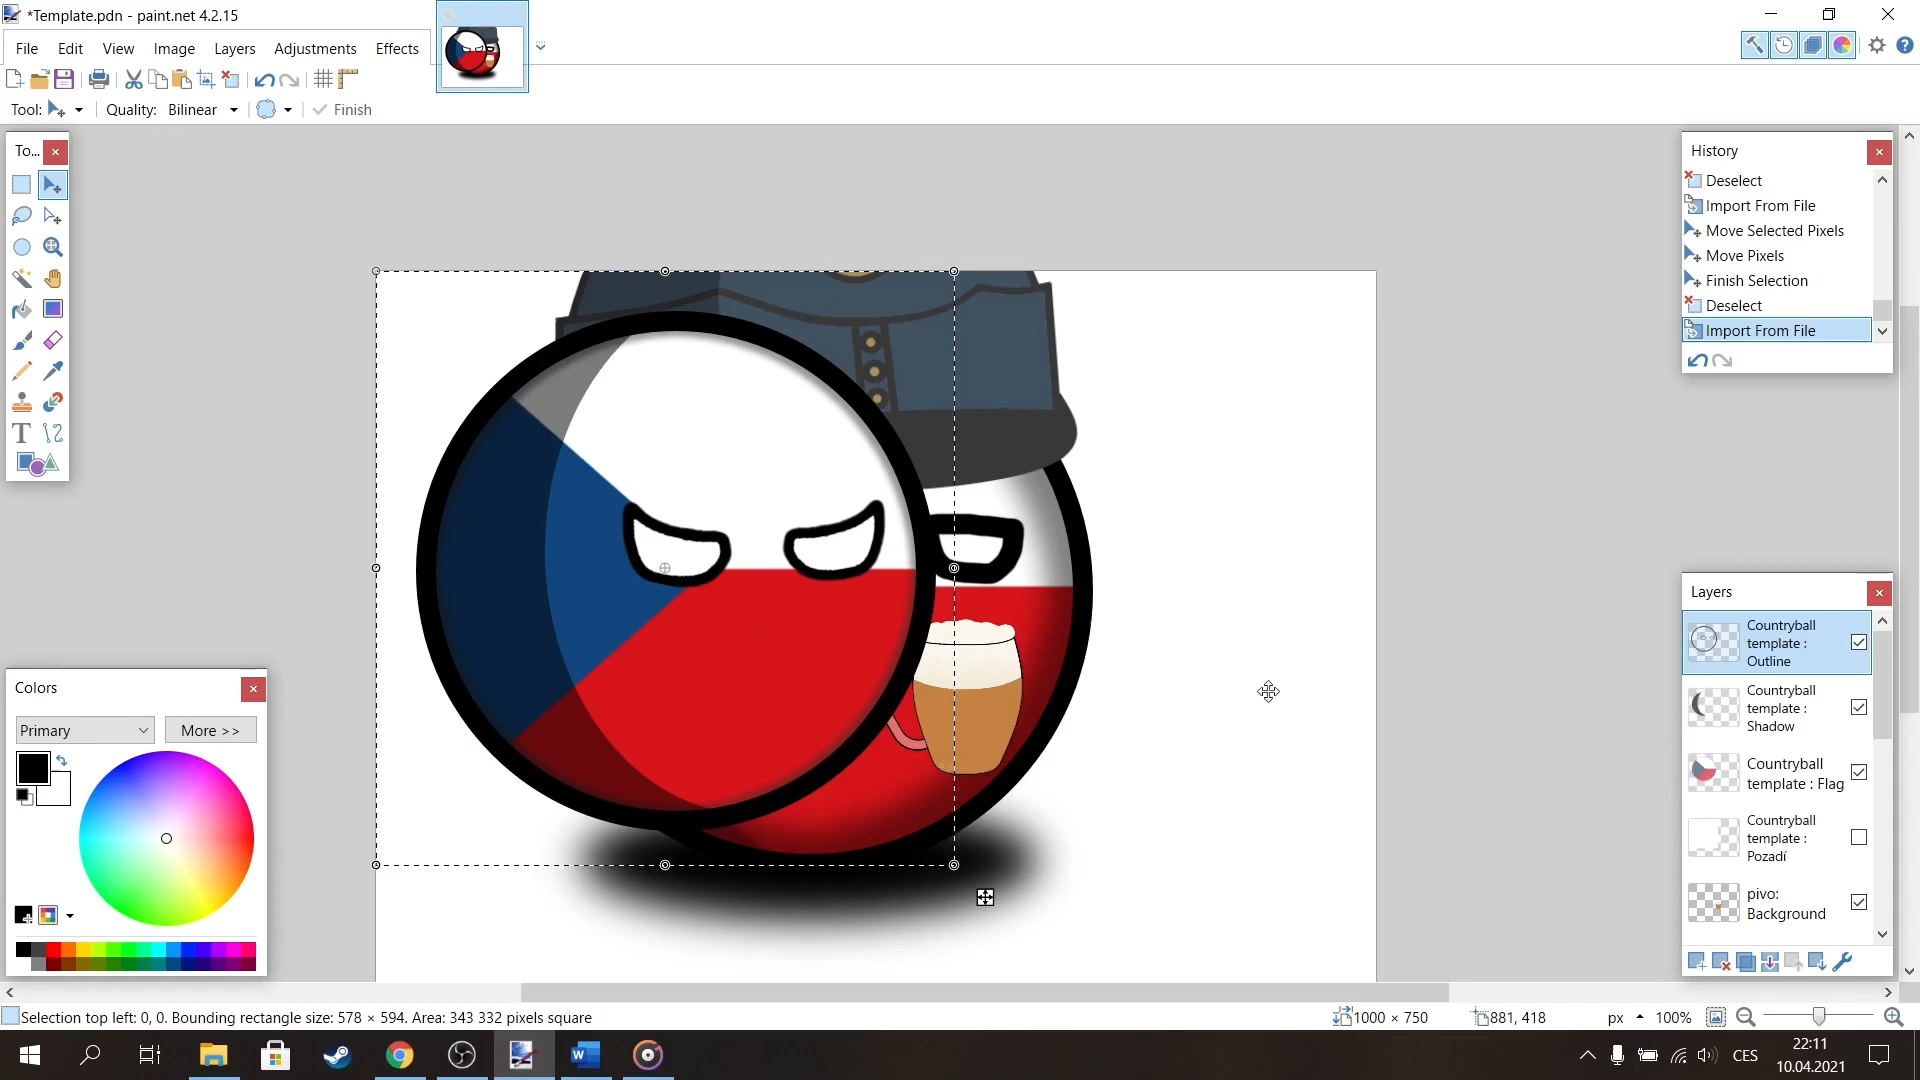 *Template.pdn - paint.net 4.2.15
File Edit View Image Layers Adjustments Effects
Tool: Quality: Bilinear Finish
To...
History
Deselect
Import From File
Move Selected Pixels
Move Pixels
Finish Selection
Deselect
Import From File
Colors
Primary More >>
Layers
Countryball
template :
Outline
Countryball
template :
Shadow
Countryball
template : Flag
Countryball
template :
Pozadí
pivo:
Background
Selection top left: 0, 0. Bounding rectangle size: 578 × 594. Area: 343 332 pixels square 1000 × 750 881, 418 px 100%
CES
22:11
10.04.2021